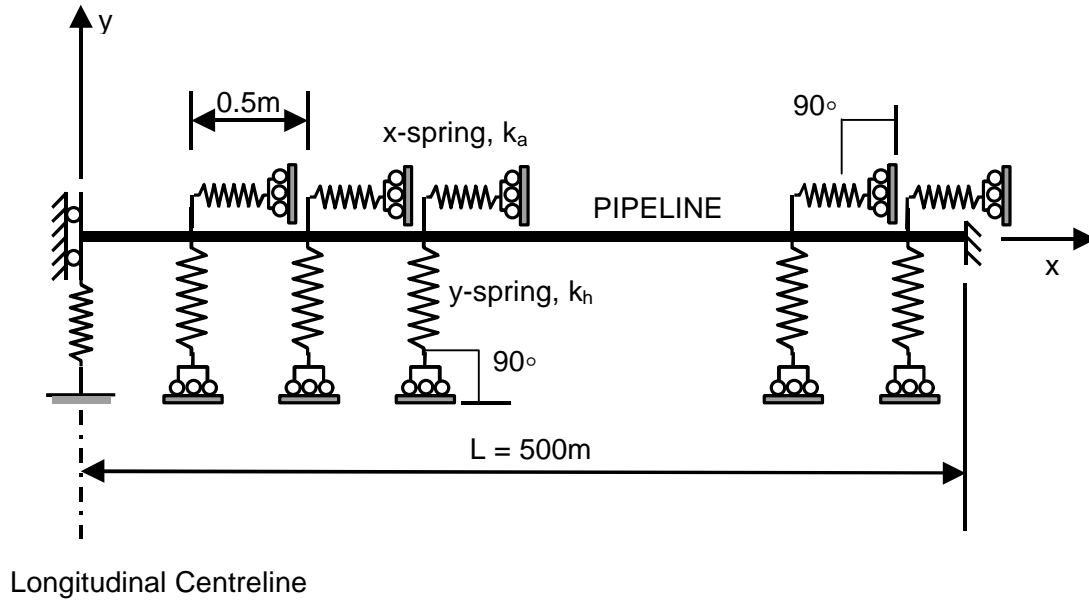 y
0.5m
90○
x-spring, ka
PIPELINE
x
y-spring, kh
90○
L = 500m
Longitudinal Centreline